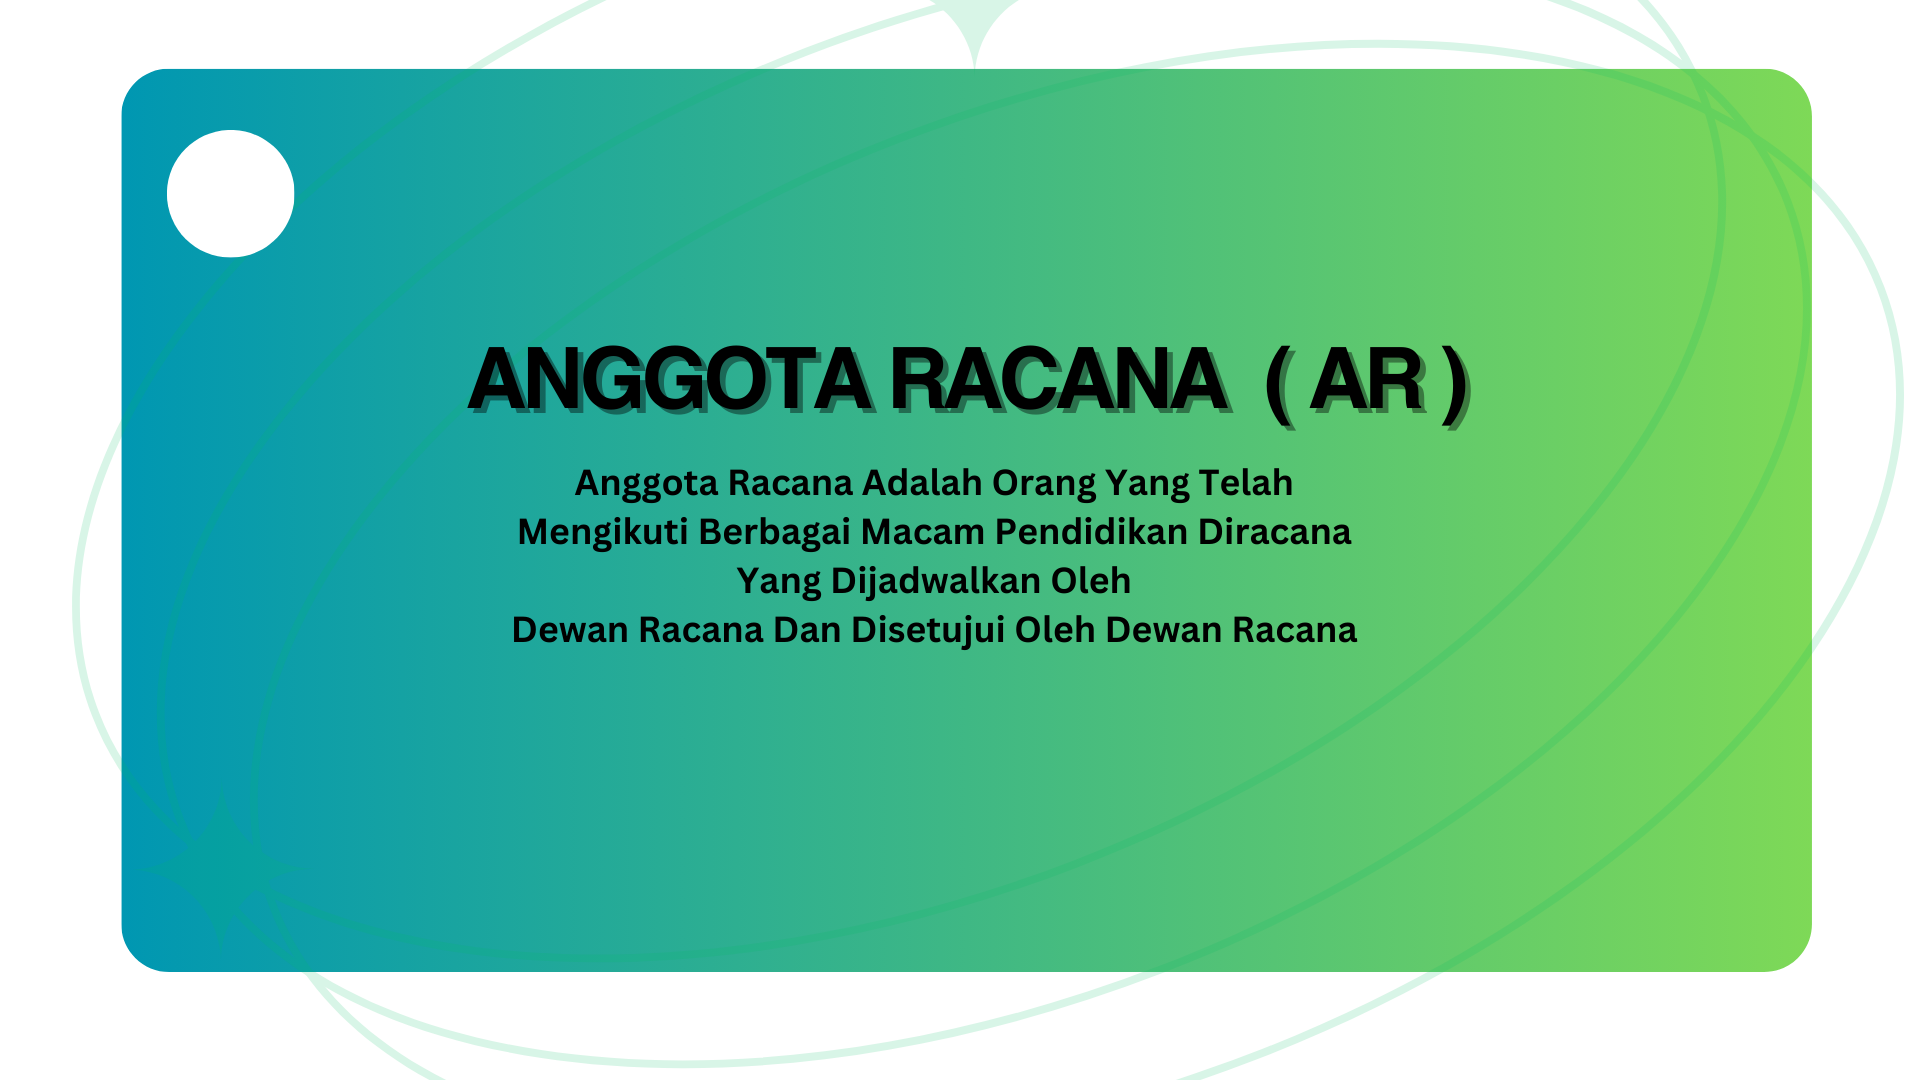 ANGGOTA RACANA ( AR )
Anggota Racana Adalah Orang Yang Telah
Mengikuti Berbagai Macam Pendidikan Diracana
Yang Dijadwalkan Oleh
Dewan Racana Dan Disetujui Oleh Dewan Racana